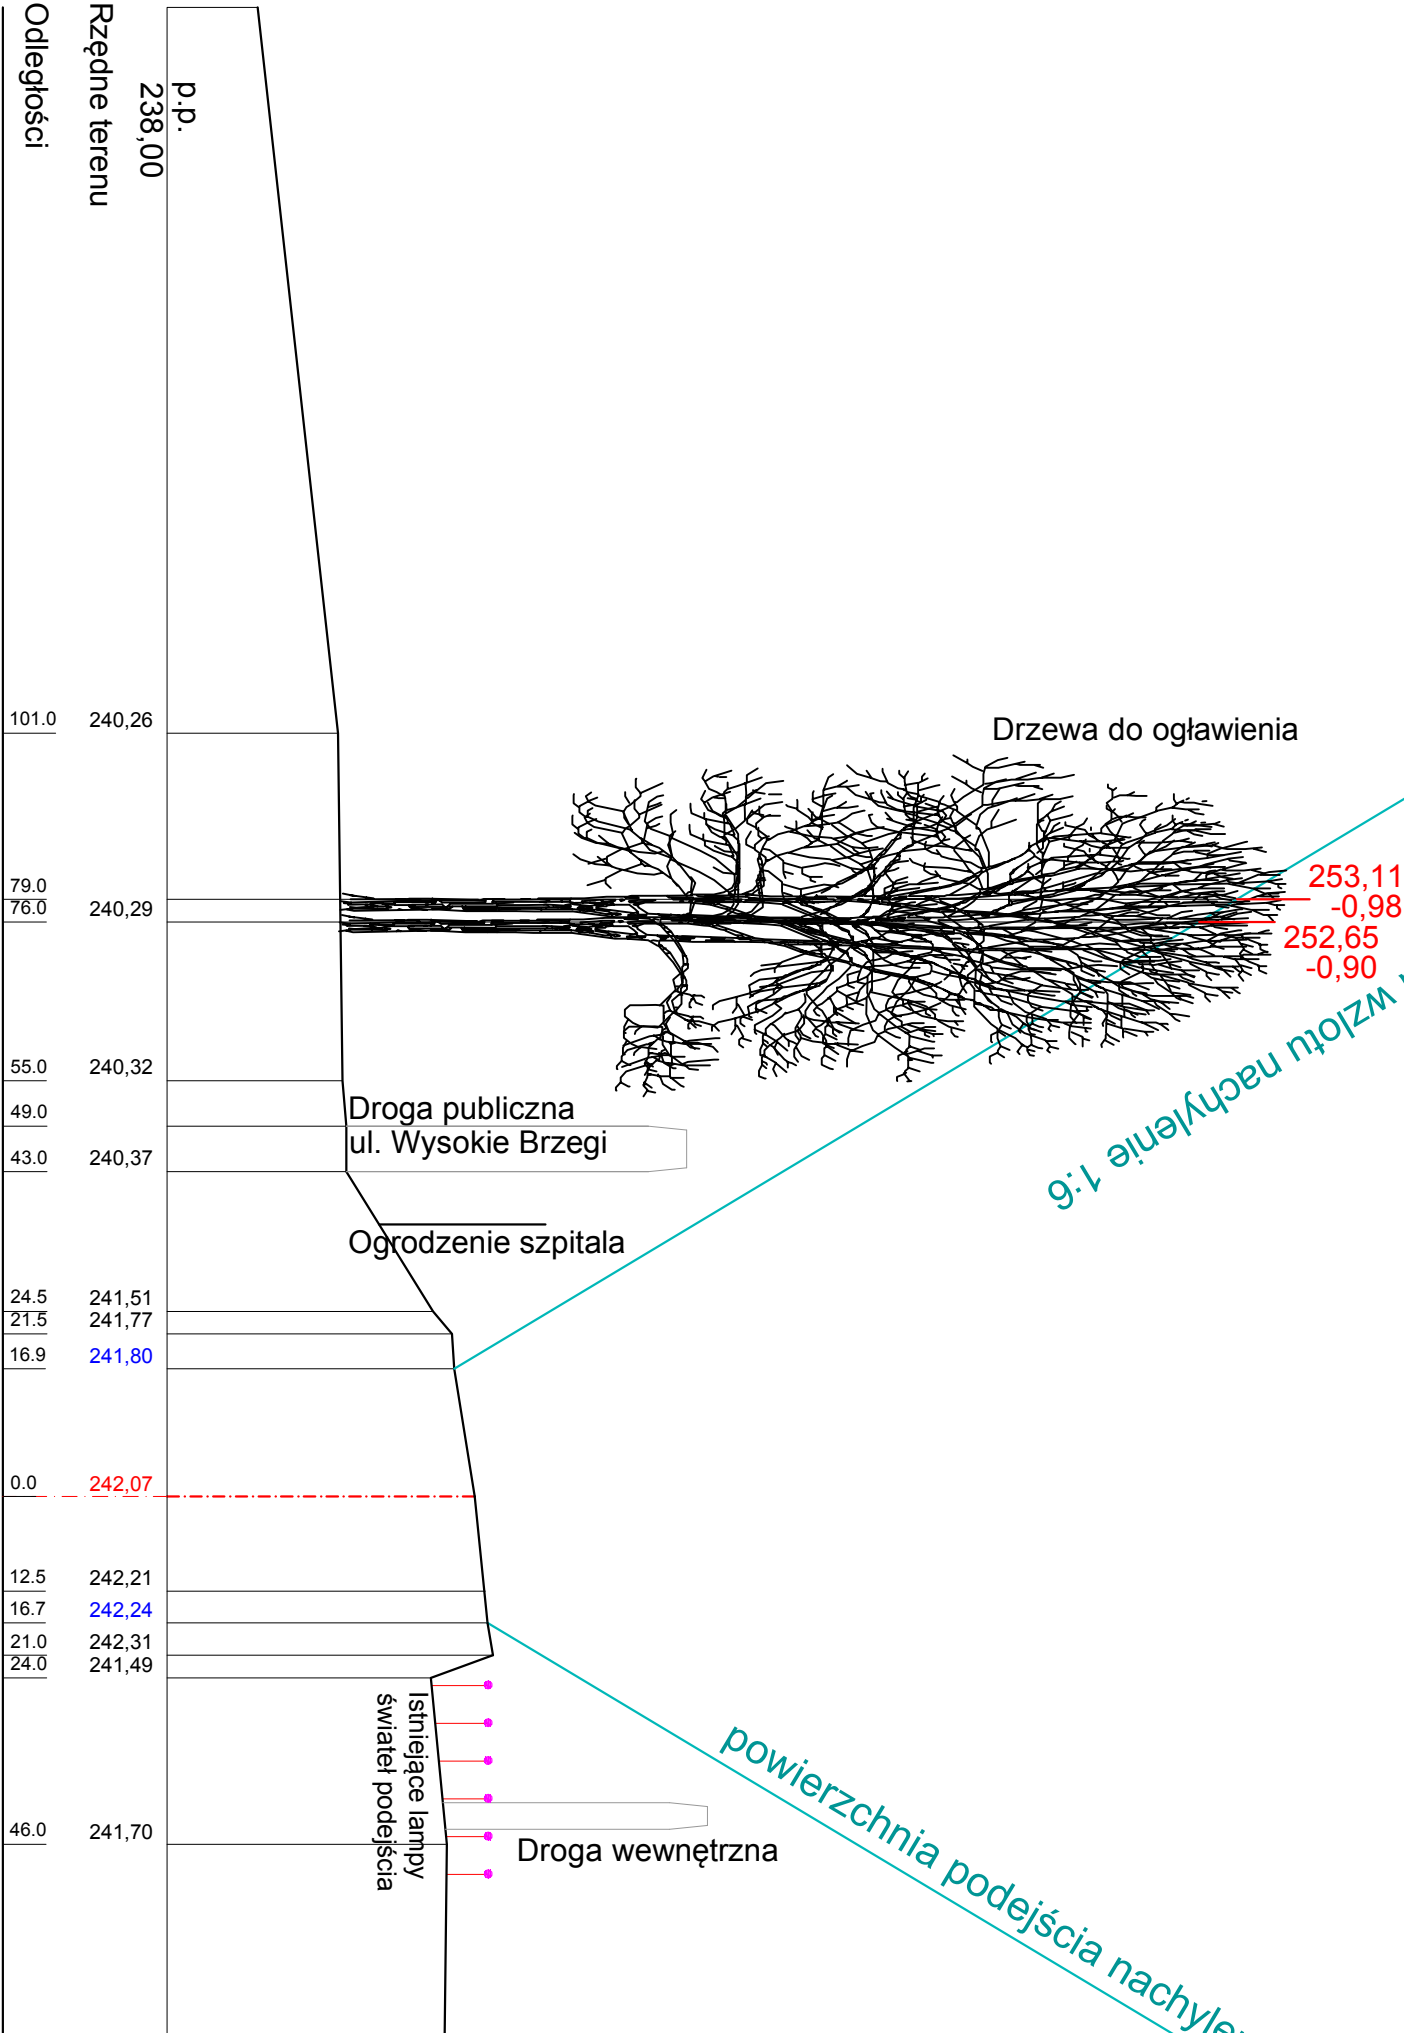 Odległości
Rzędne terenu
p.p.
238,00
101.0 240,26
79.0
76.0 240,29
55.0 240,32
49.0
43.0 240,37
24.5 241,51
21.5 241,77
16.9 241,80
0.0 242,07
12.5 242,21
16.7 242,24
21.0 242,31
24.0 241,49
46.0 241,70
Drzewa do ogławienia
253,11
-0,98
252,65
-0,90
wzlotu nachylenie 1:6
Droga publiczna
ul. Wysokie Brzegi
Ogrodzenie szpitala
Istniejące lampy
świateł podejścia
Droga wewnętrzna
powierzchnia podejścia